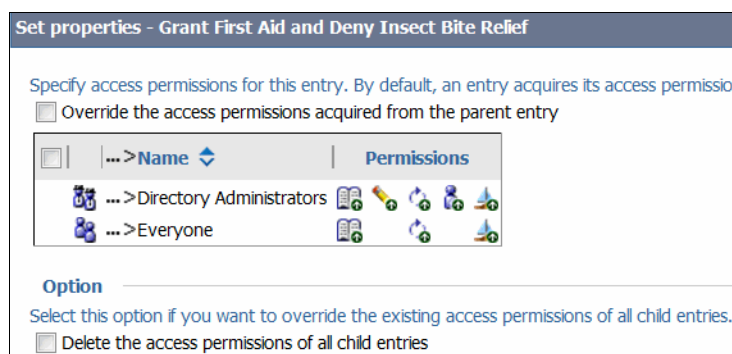 Set properties - Grant First Aid and Deny Insect Bite Relief
Specify access permissions for this entry. By default, an entry acquires its access permissio
Override the access permissions acquired from the parent entry
...>Name Permissions
...>Directory Administrators
...>Everyone
Option
Select this option if you want to override the existing access permissions of all child entries.
Delete the access permissions of all child entries